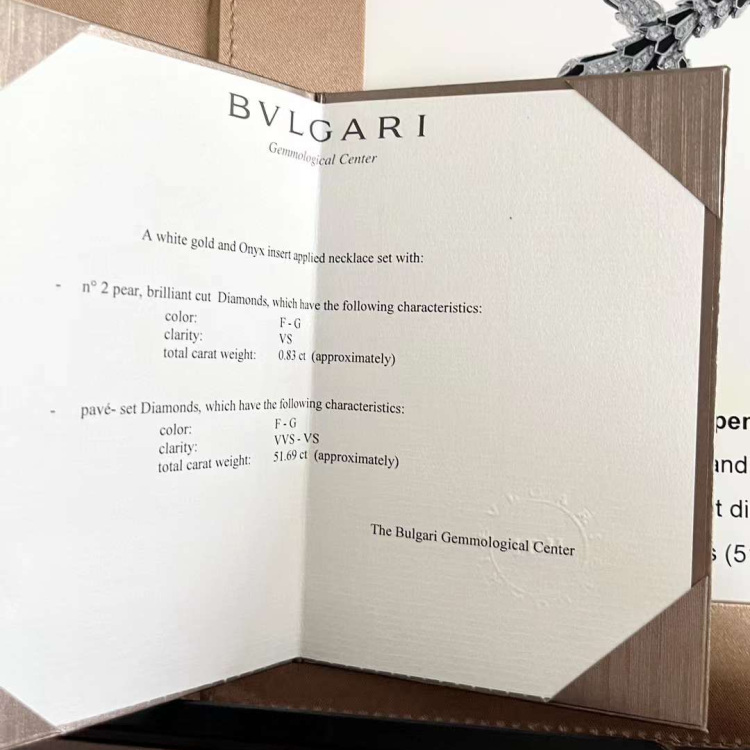 BVLGARI
Gemmological Center
A white gold and Onyx insert applied necklace set with:
- n° 2 pear, brilliant cut Diamonds, which have the following characteristics:
color: F - G
clarity: VS
total carat weight: 0.83 ct (approximately)
- pavé- set Diamonds, which have the following characteristics:
color: F - G
clarity: VVS - VS
total carat weight: 51.69 ct (approximately)
The Bulgari Gemmological Center
t di
(5